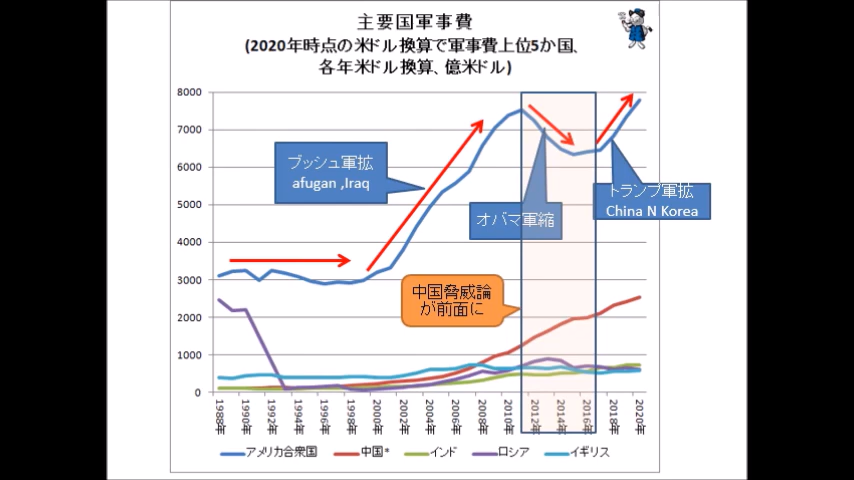 主要国軍事費
(2020年時点の米ドル換算で軍事費上位5か国、
各年米ドル換算、億米ドル)
8000
7000
6000
5000
4000
3000
2000
1000
0
ブッシュ軍拡
afugan ,Iraq
オバマ軍縮
トランプ軍拡
China N Korea
中国脅威論
が前面に
1988年
1990年
1992年
1994年
1996年
1998年
2000年
2002年
2004年
2006年
2008年
2010年
2012年
2014年
2016年
2018年
2020年
アメリカ合衆国 中国* インド ロシア イギリス